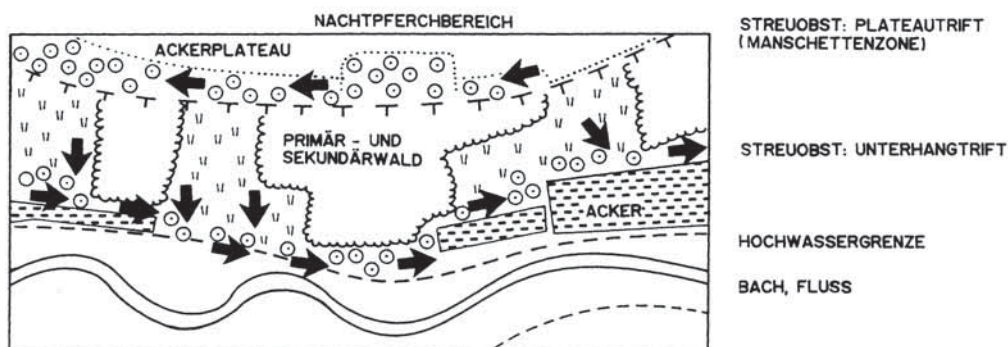 NACHTPFERCHBEREICH
ACKERPLATEAU
STREUOBST: PLATEAUTRIFT
(MANSCHETTENZONE)
PRIMÄR - UND
SEKUNDÄRWALD
STREUOBST: UNTERHANGTRIFT
ACKER
HOCHWASSERGRENZE
BACH, FLUSS